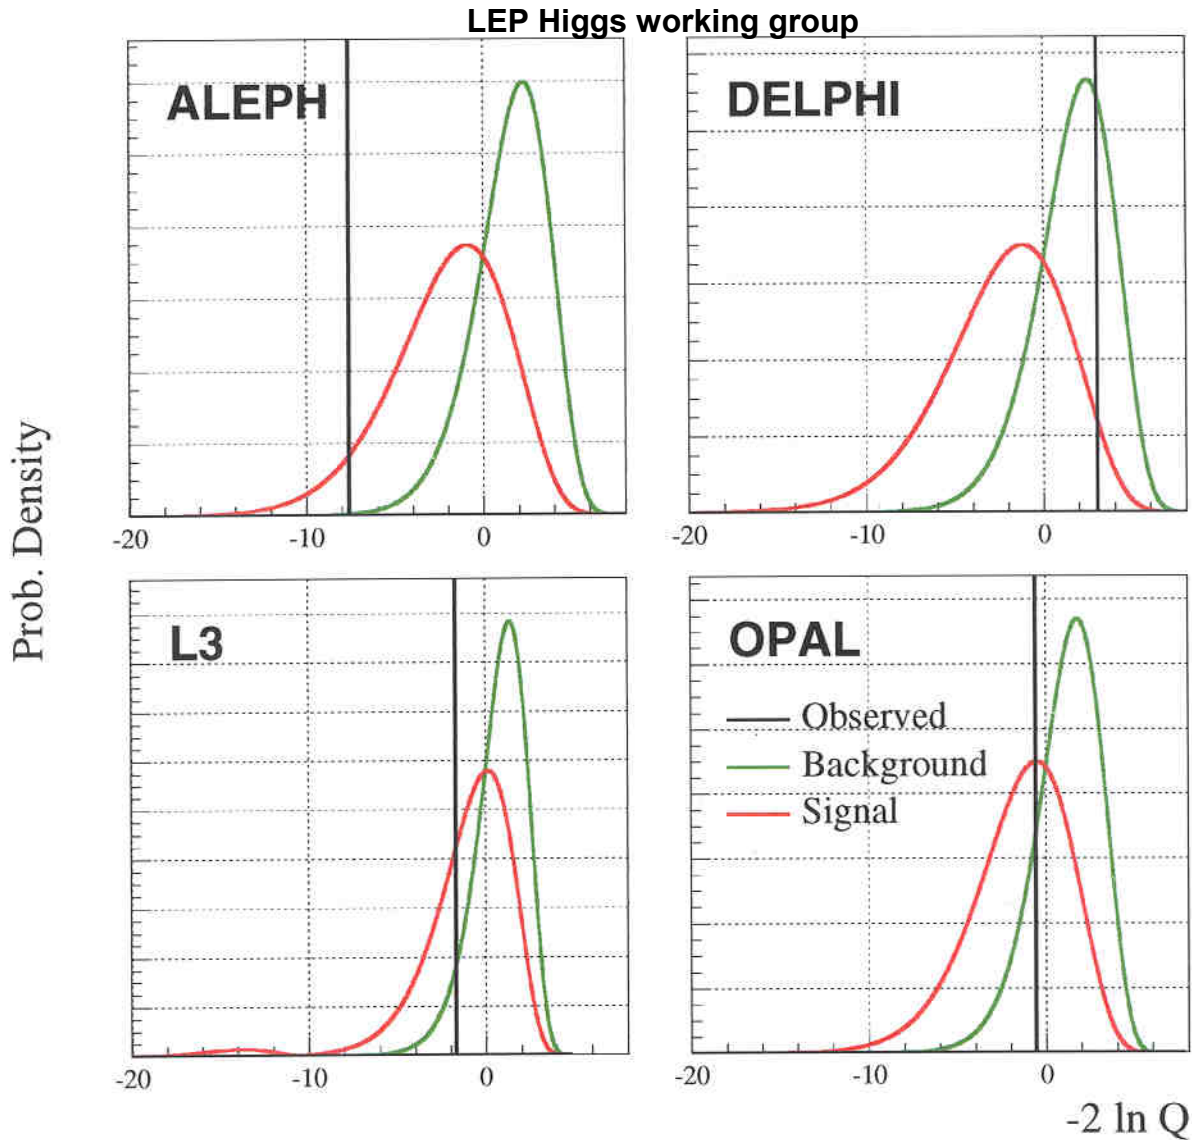 LEP Higgs working group
ALEPH
DELPHI
-20 -10 0
-20 -10 0
Prob. Density
L3
OPAL
Observed
Background
Signal
-20 -10 0
-20 -10 0
-2 ln Q